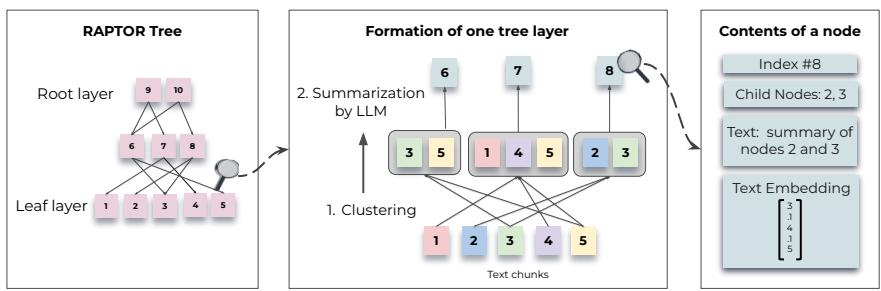 RAPTOR Tree
Root layer
9 10
6 7 8
Leaf layer
1 2 3 4 5
Formation of one tree layer
6 7 8
2. Summarization
by LLM
3 5 1 4 5 2 3
1. Clustering
1 2 3 4 5
Text chunks
Contents of a node
Index #8
Child Nodes: 2, 3
Text: summary of
nodes 2 and 3
Text Embedding
3
.1
4
.1
5